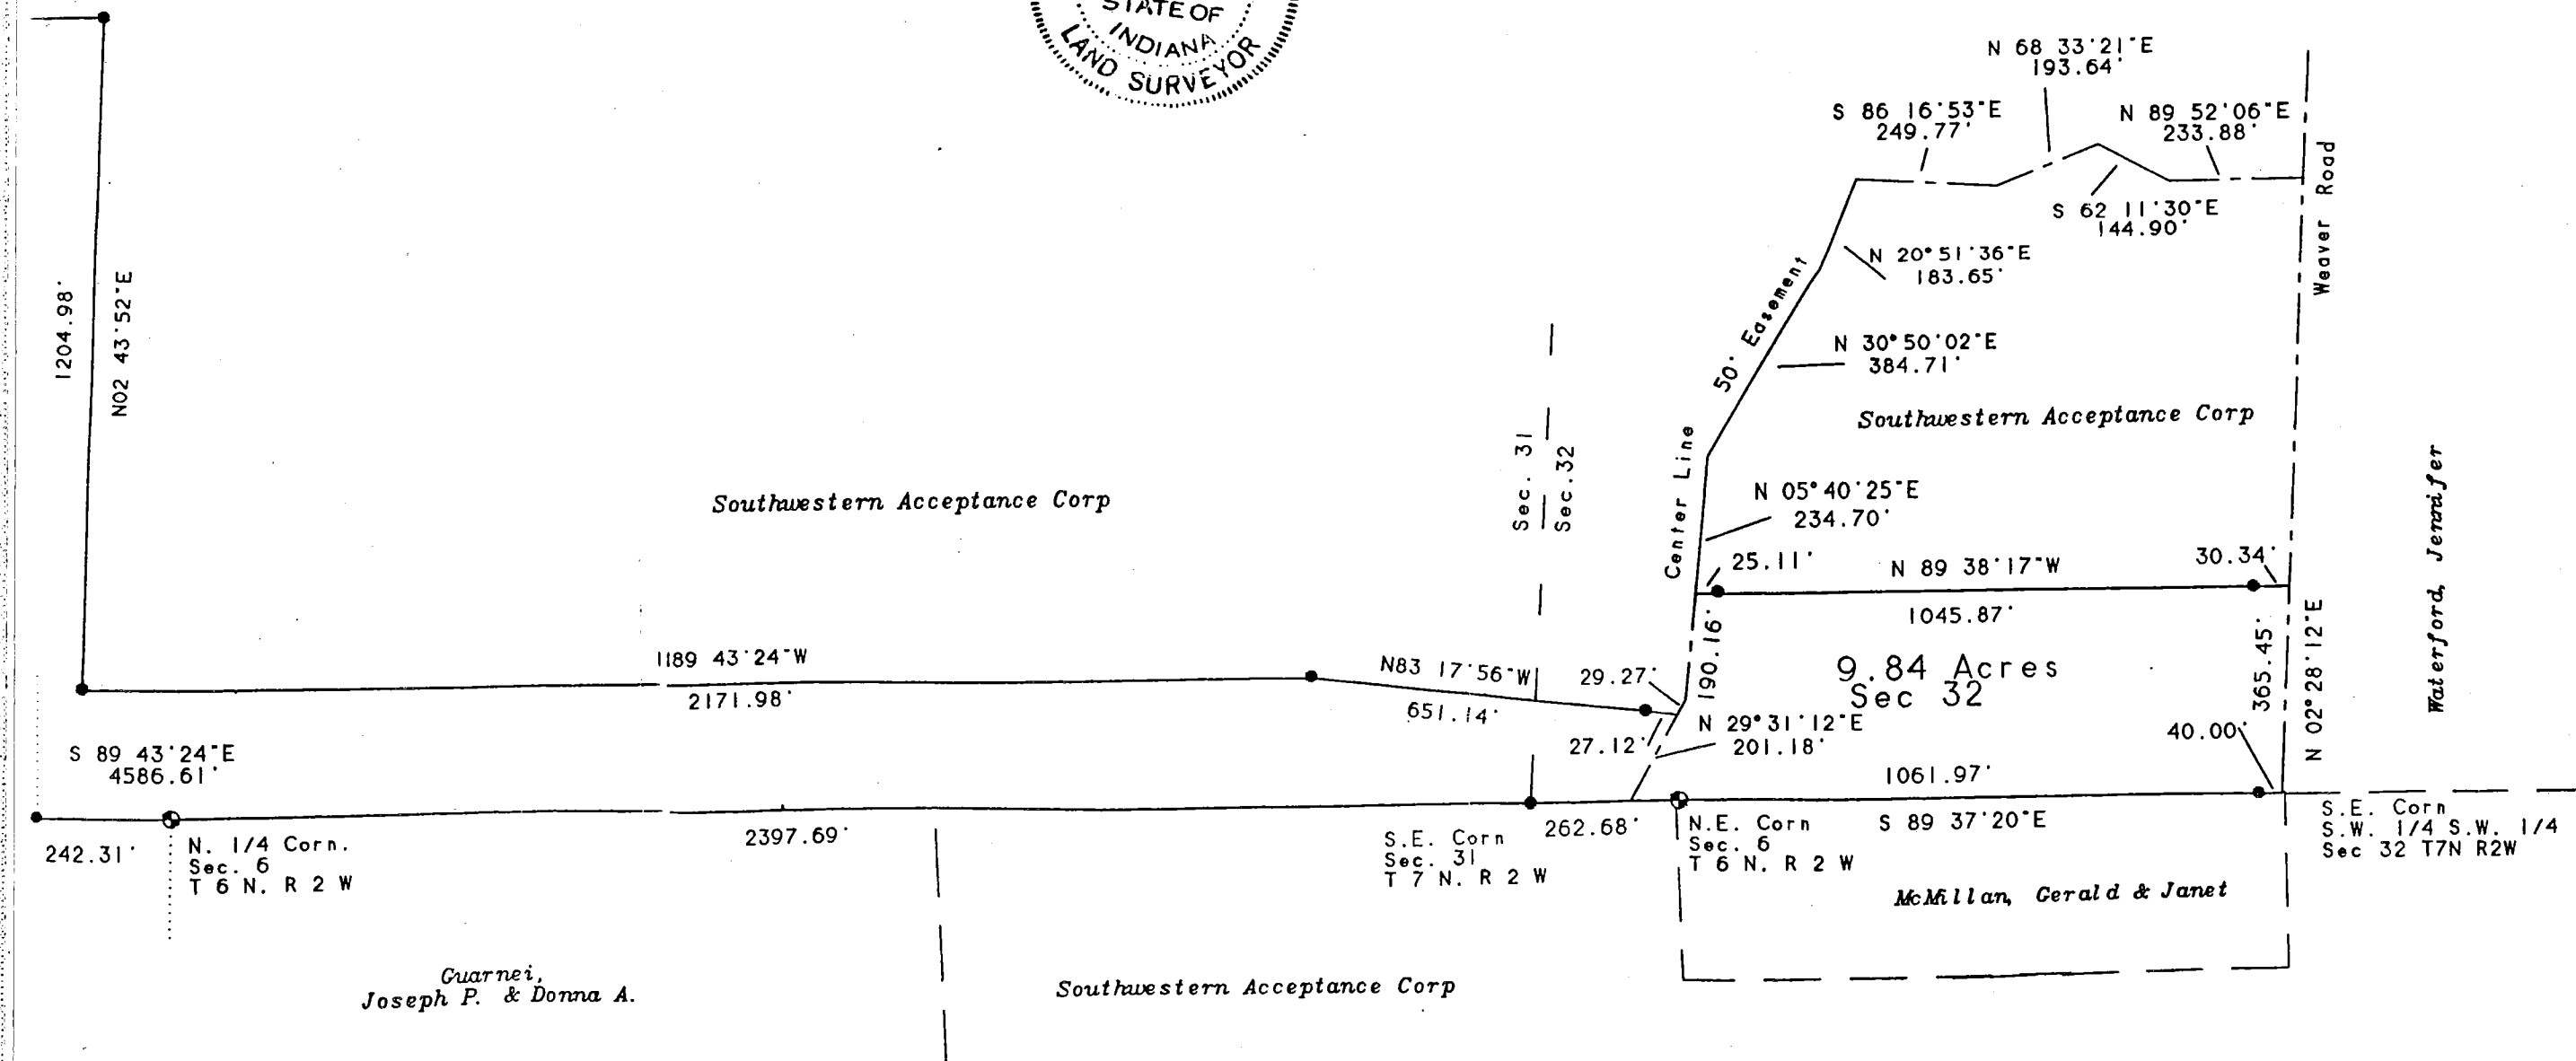 STATE OF
INDIANA
LAND SURVEYOR
N 68 33'21"E
193.64'
S 86 16'53"E
249.77'
N 89 52'06"E
233.88'
S 62 11'30"E
144.90'
Weaver Road
N 20°51'36"E
183.65'
50' Easement
N 30°50'02"E
384.71'
1204.98'
N02 43'52"E
Southwestern Acceptance Corp
Southwestern Acceptance Corp
Sec. 31
Sec.32
Center Line
N 05°40'25"E
234.70'
Waterford, Jennifer
25.11'
N 89 38'17"W
30.34'
1045.87'
190.16'
365.45'
N 02°28'12"E
1189 43'24"W
2171.98'
N83 17'56"W
651.14'
29.27'
9.84 Acres
Sec 32
27.12'
N 29°31'12"E
201.18'
40.00'
S 89 43'24"E
4586.61'
1061.97'
S 89 37'20"E
242.31'
N. 1/4 Corn.
Sec. 6
T 6 N. R 2 W
2397.69'
S.E. Corn
Sec. 31
T 7 N. R 2 W
262.68'
N.E. Corn
Sec. 6
T 6 N. R 2 W
S.E. Corn
S.W. 1/4 S.W. 1/4
Sec 32 T7N R2W
McMillan, Gerald & Janet
Guarnei,
Joseph P. & Donna A.
Southwestern Acceptance Corp